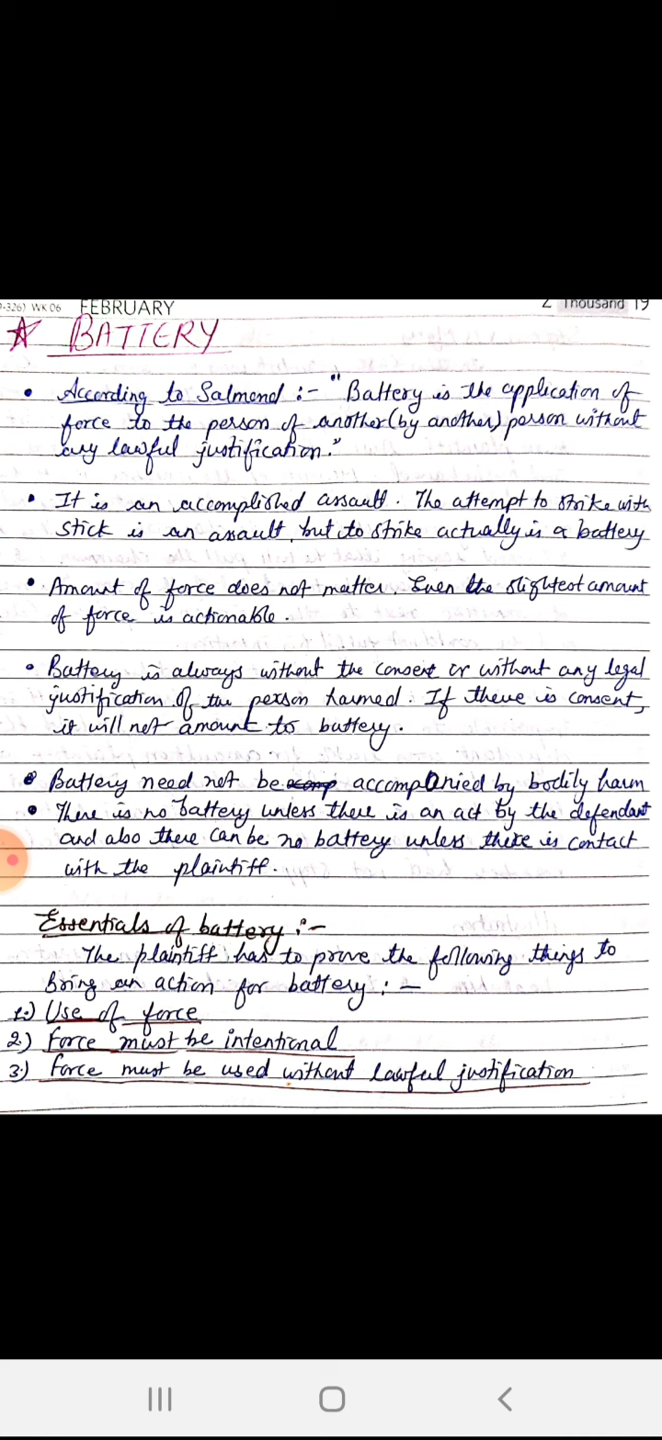 -326) WK 06 FEBRUARY 2 Thousand 19
☆ BATTERY
• According to Salmond :- "Battery is the application of
force to the person of another (by another) person without
any lawful justification."
• It is an accomplished assault. The attempt to strike with
stick is an assault, but to strike actually is a battery
• Amount of force does not matter. Even the slightest amount
of force is actionable.
• Battery is always without the consent or without any legal
justification of the person harmed. If there is consent,
it will not amount to battery.
• Battery need not be accompanied by bodily harm
• There is no battery unless there is an act by the defendant
and also there can be no battery unless there is contact
with the plaintiff.
Essentials of battery :-
The plaintiff has to prove the following things to
bring an action for battery :-
1.) Use of force
2.) Force must be intentional
3.) Force must be used without lawful justification